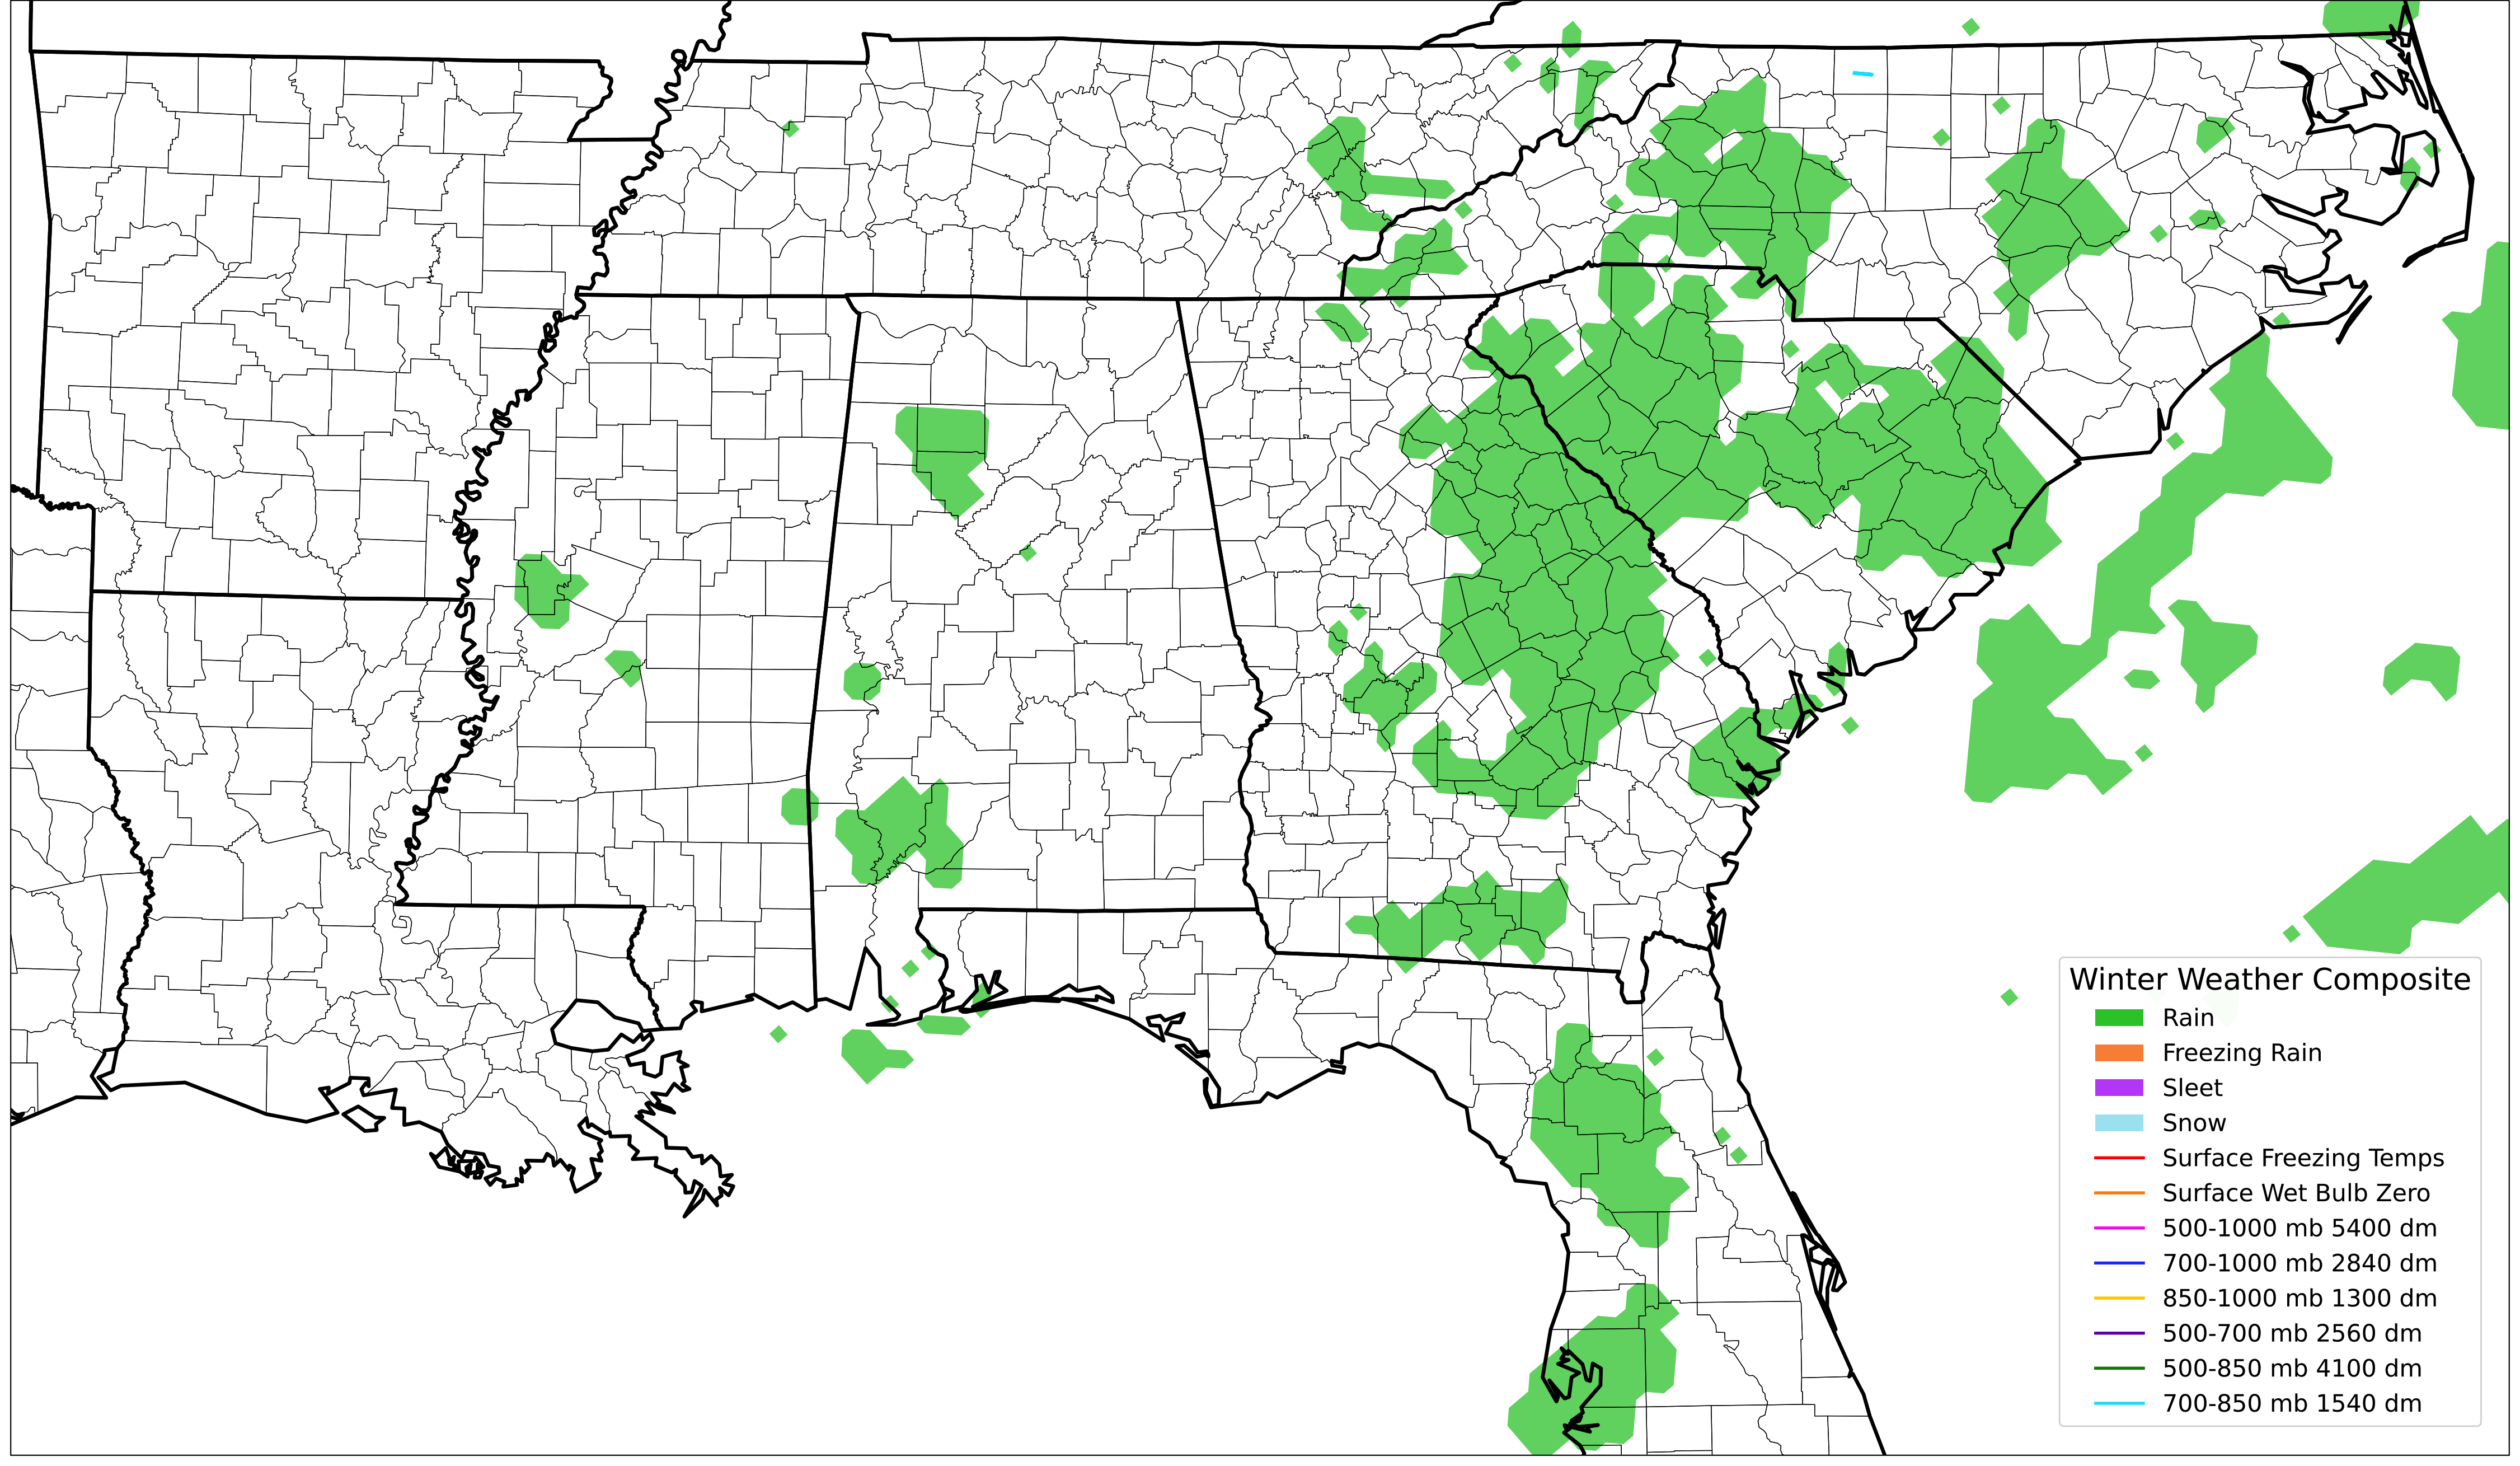 Winter Weather Composite
Rain
Freezing Rain
Sleet
Snow
Surface Freezing Temps
Surface Wet Bulb Zero
500-1000 mb 5400 dm
700-1000 mb 2840 dm
850-1000 mb 1300 dm
500-700 mb 2560 dm
500-850 mb 4100 dm
700-850 mb 1540 dm